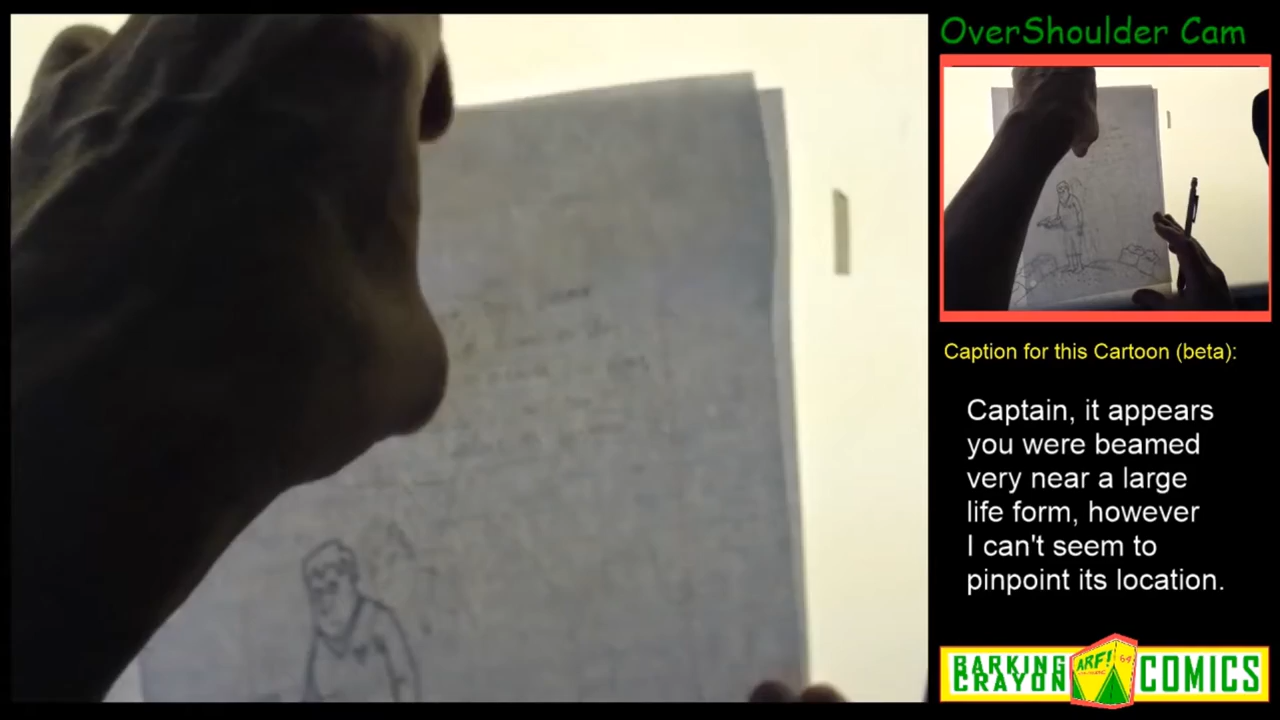 OverShoulder Cam
Caption for this Cartoon (beta):
Captain, it appears
you were beamed
very near a large
life form, however
I can't seem to
pinpoint its location.
BARKING
CRAYON
ARF!
64
COMICS